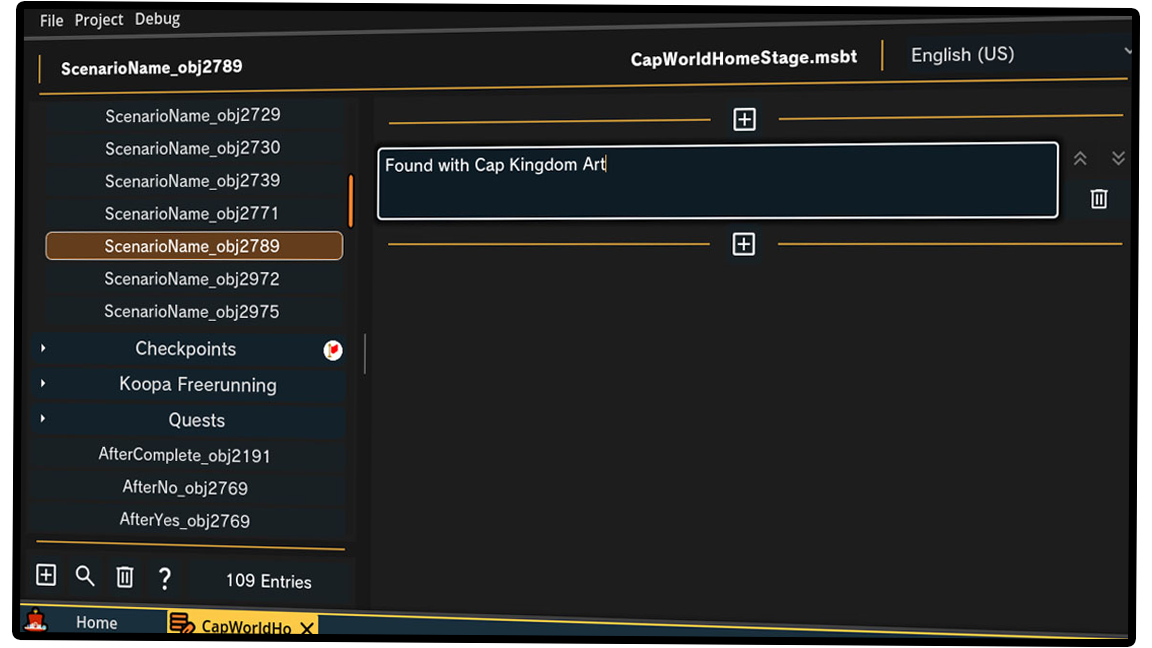 File Project Debug
ScenarioName_obj2789
CapWorldHomeStage.msbt
English (US)
ScenarioName_obj2729
ScenarioName_obj2730
ScenarioName_obj2739
ScenarioName_obj2771
ScenarioName_obj2789
ScenarioName_obj2972
ScenarioName_obj2975
Checkpoints
Koopa Freerunning
Quests
AfterComplete_obj2191
AfterNo_obj2769
AfterYes_obj2769
Found with Cap Kingdom Art
? 109 Entries
Home
CapWorldHo